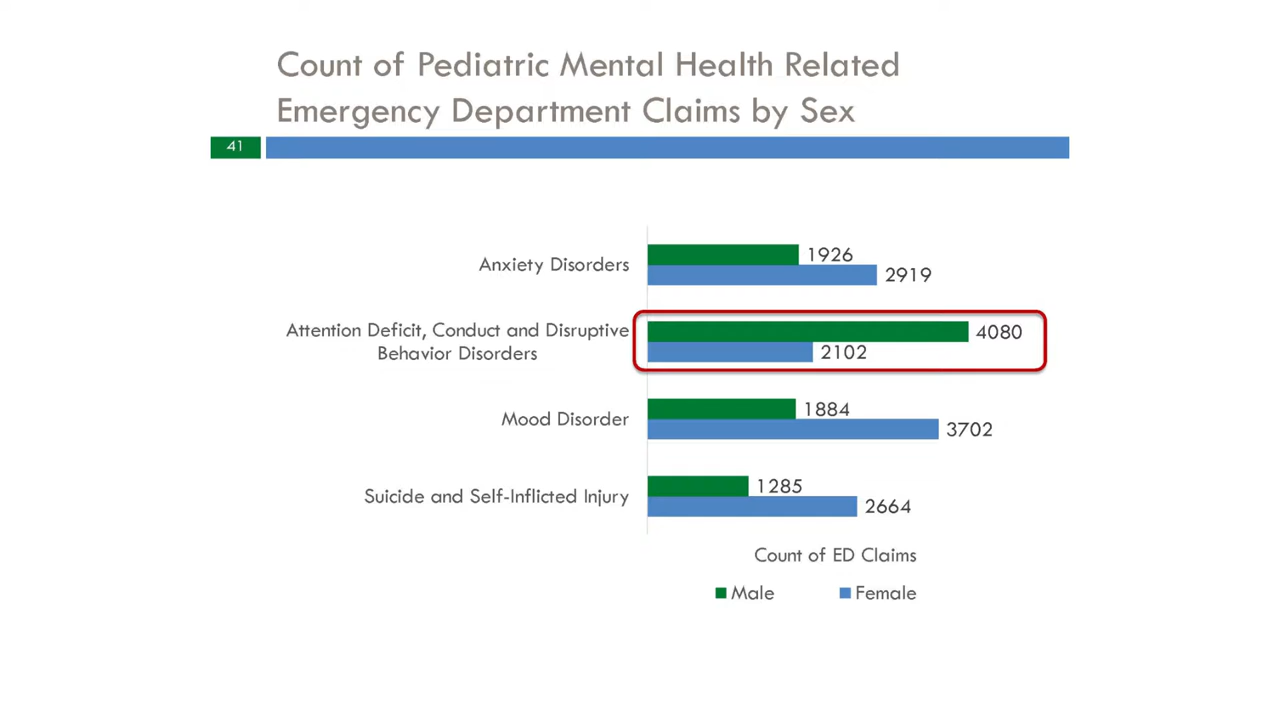 Count of Pediatric Mental Health Related
Emergency Department Claims by Sex
41
Anxiety Disorders
1926
2919
Attention Deficit, Conduct and Disruptive
Behavior Disorders
4080
2102
Mood Disorder
1884
3702
Suicide and Self-Inflicted Injury
1285
2664
Count of ED Claims
Male
Female